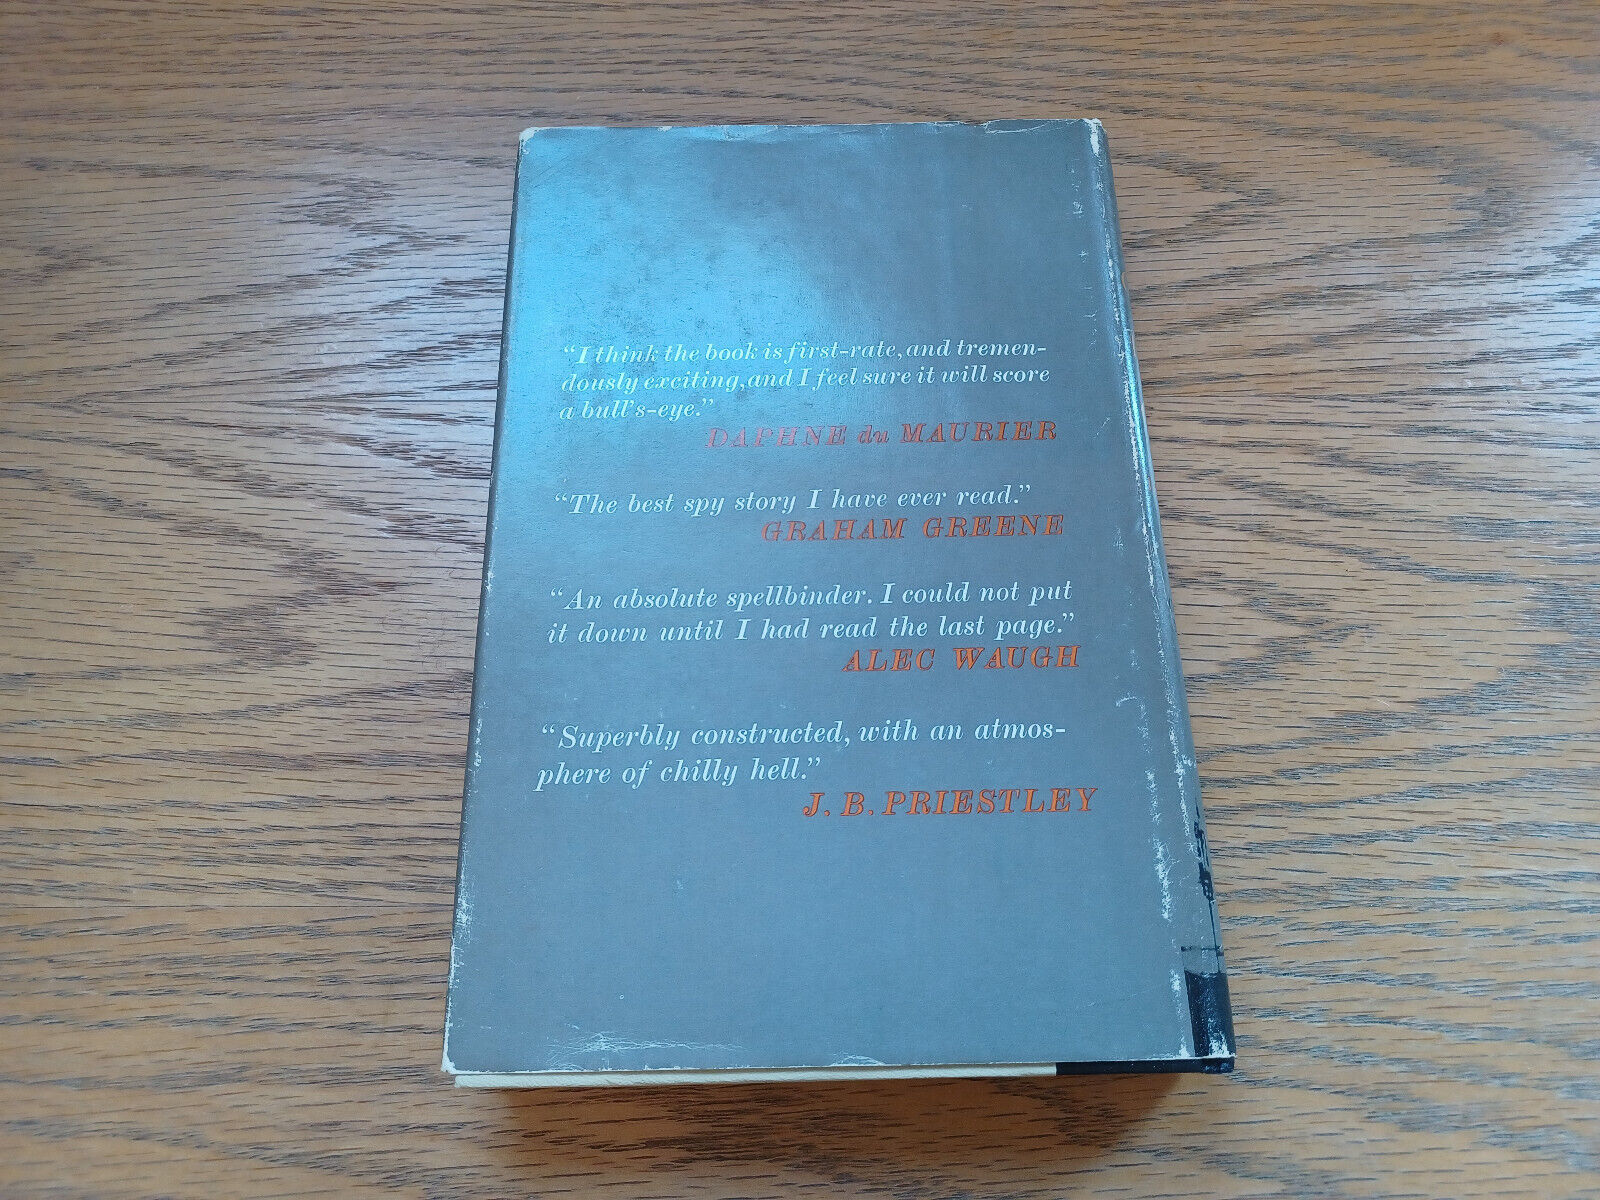 “I think the book is first-rate, and tremen-
dously exciting, and I feel sure it will score
a bull's-eye.”
DAPHNE du MAURIER
“The best spy story I have ever read.”
GRAHAM GREENE
“An absolute spellbinder. I could not put
it down until I had read the last page.”
ALEC WAUGH
“Superbly constructed, with an atmos-
phere of chilly hell.”
J. B. PRIESTLEY